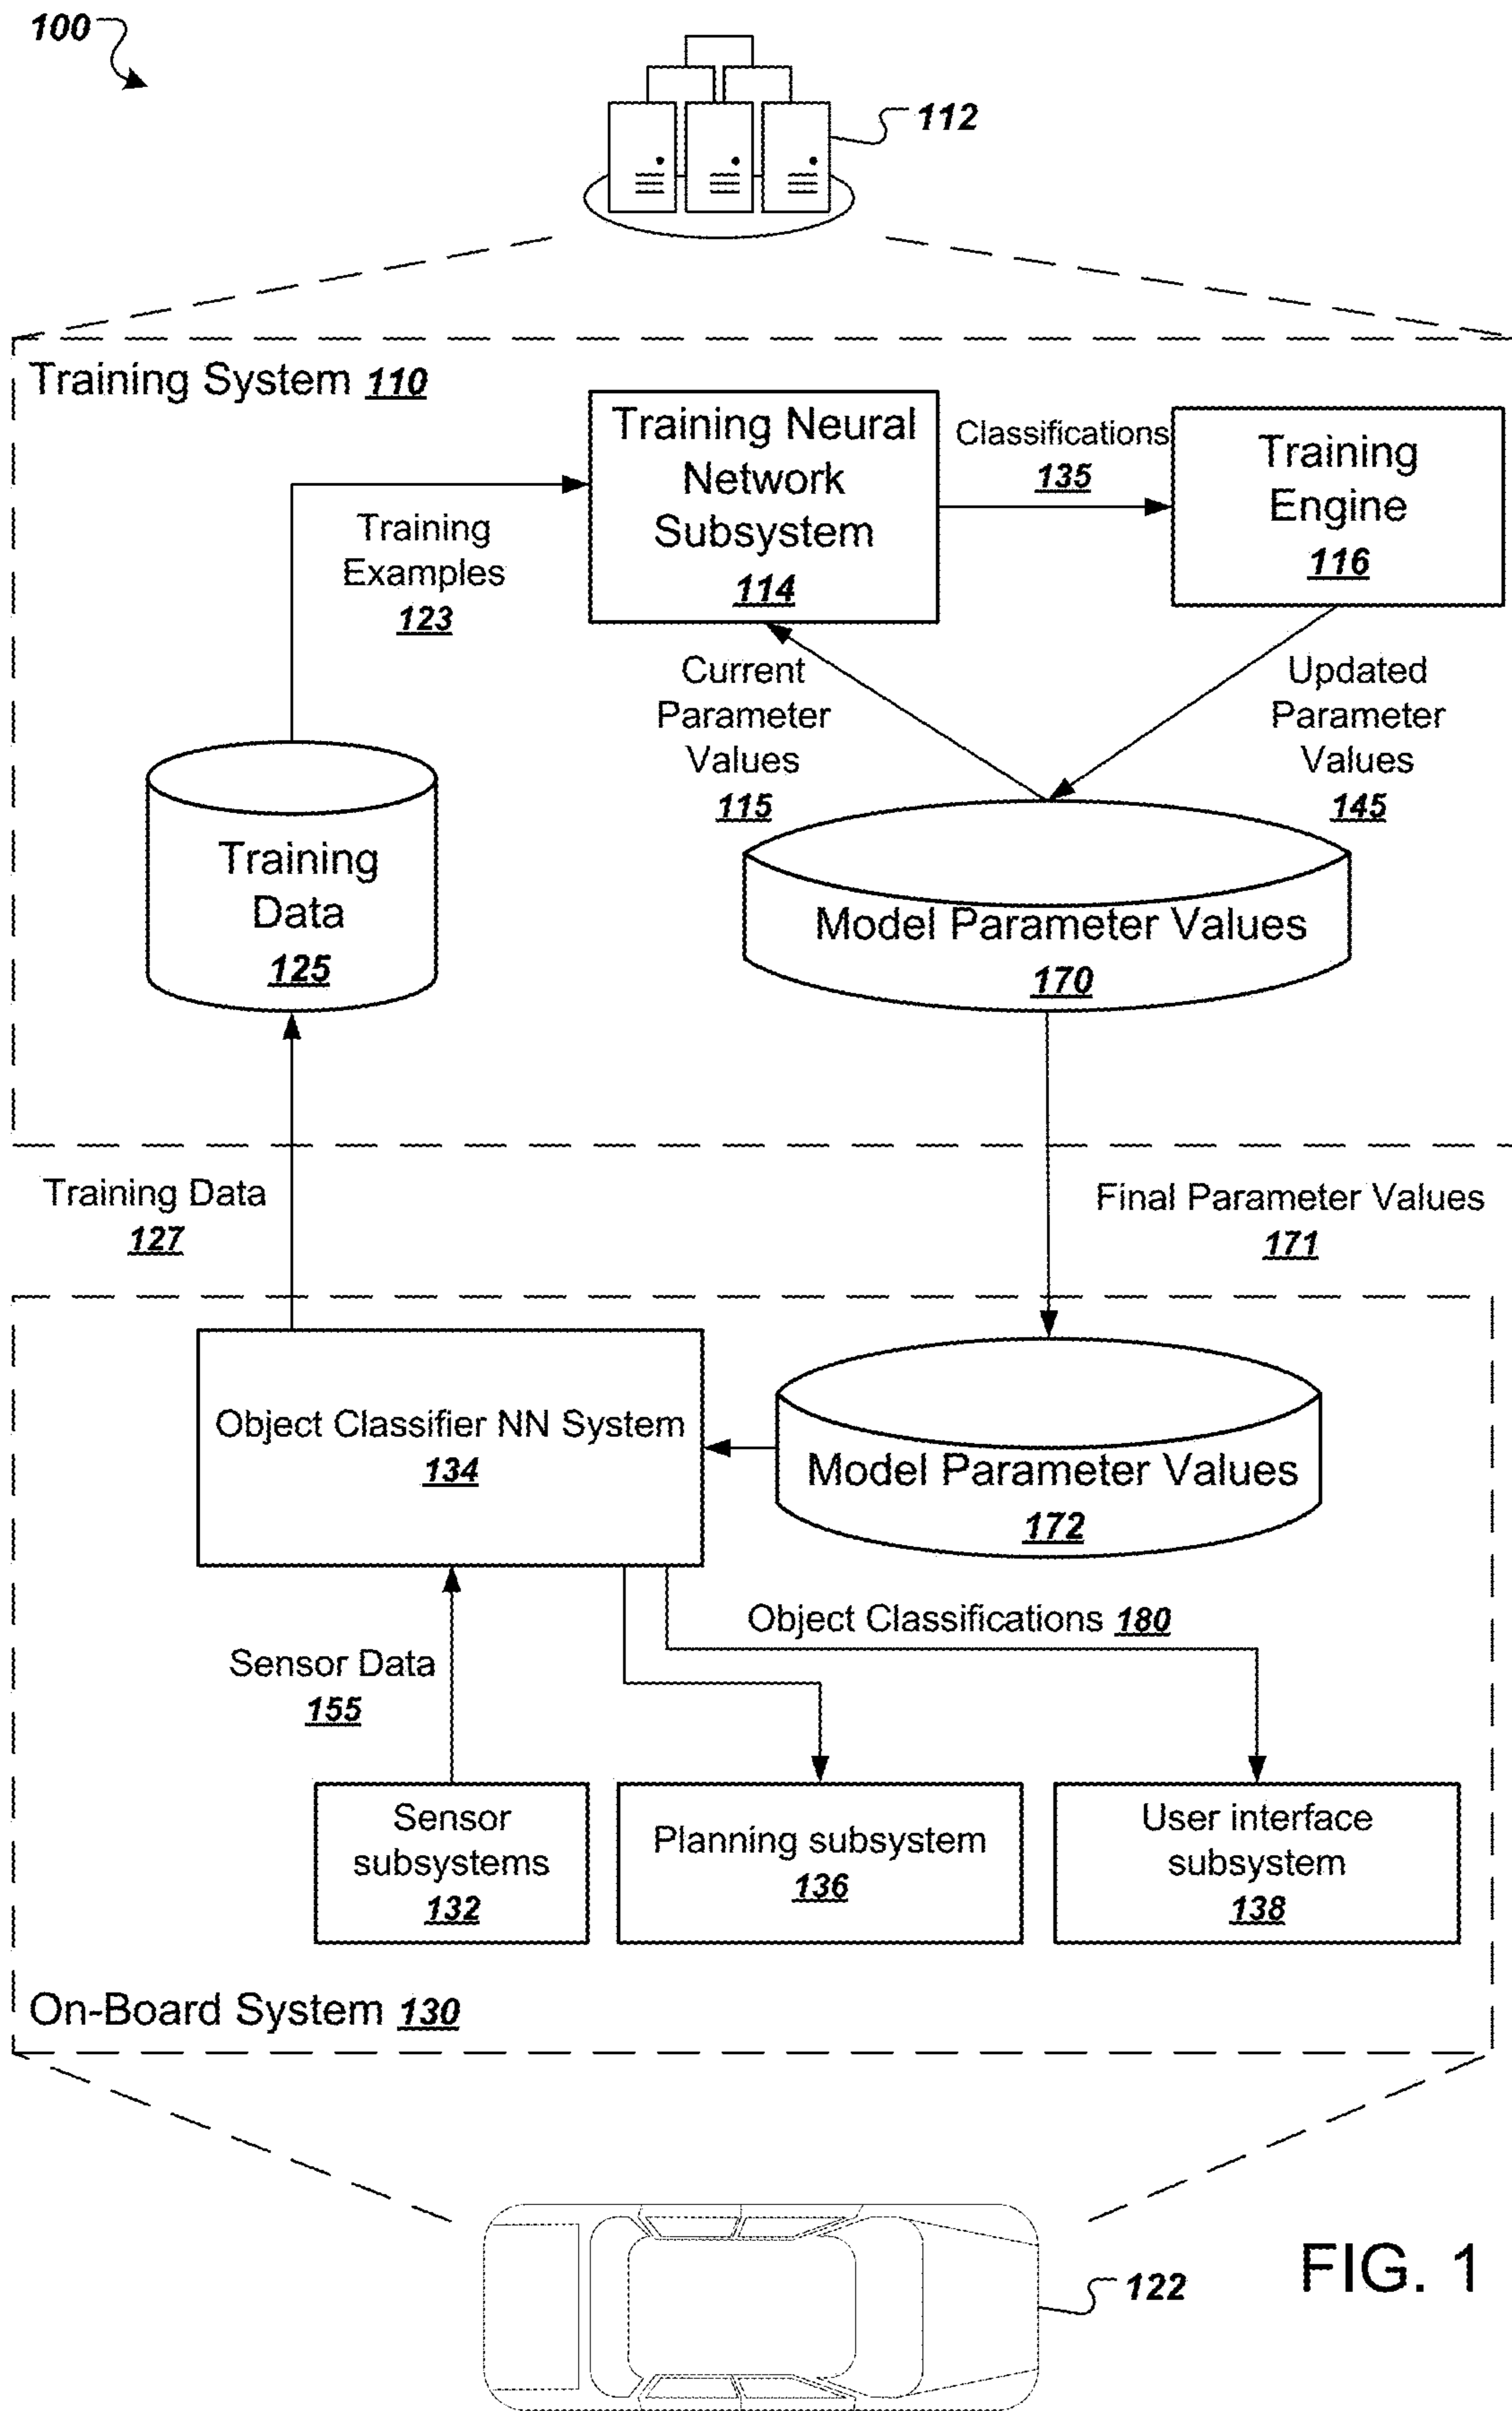 100
112
Training System 110
Training Neural
Network
Subsystem
114
Classifications
135
Training
Engine
116
Training
Examples
123
Current
Parameter
Values
115
Updated
Parameter
Values
145
Training
Data
125
Model Parameter Values
170
Training Data
127
Final Parameter Values
171
Object Classifier NN System
134
Model Parameter Values
172
Object Classifications 180
Sensor Data
155
Sensor
subsystems
132
Planning subsystem
136
User interface
subsystem
138
On-Board System 130
122
FIG. 1